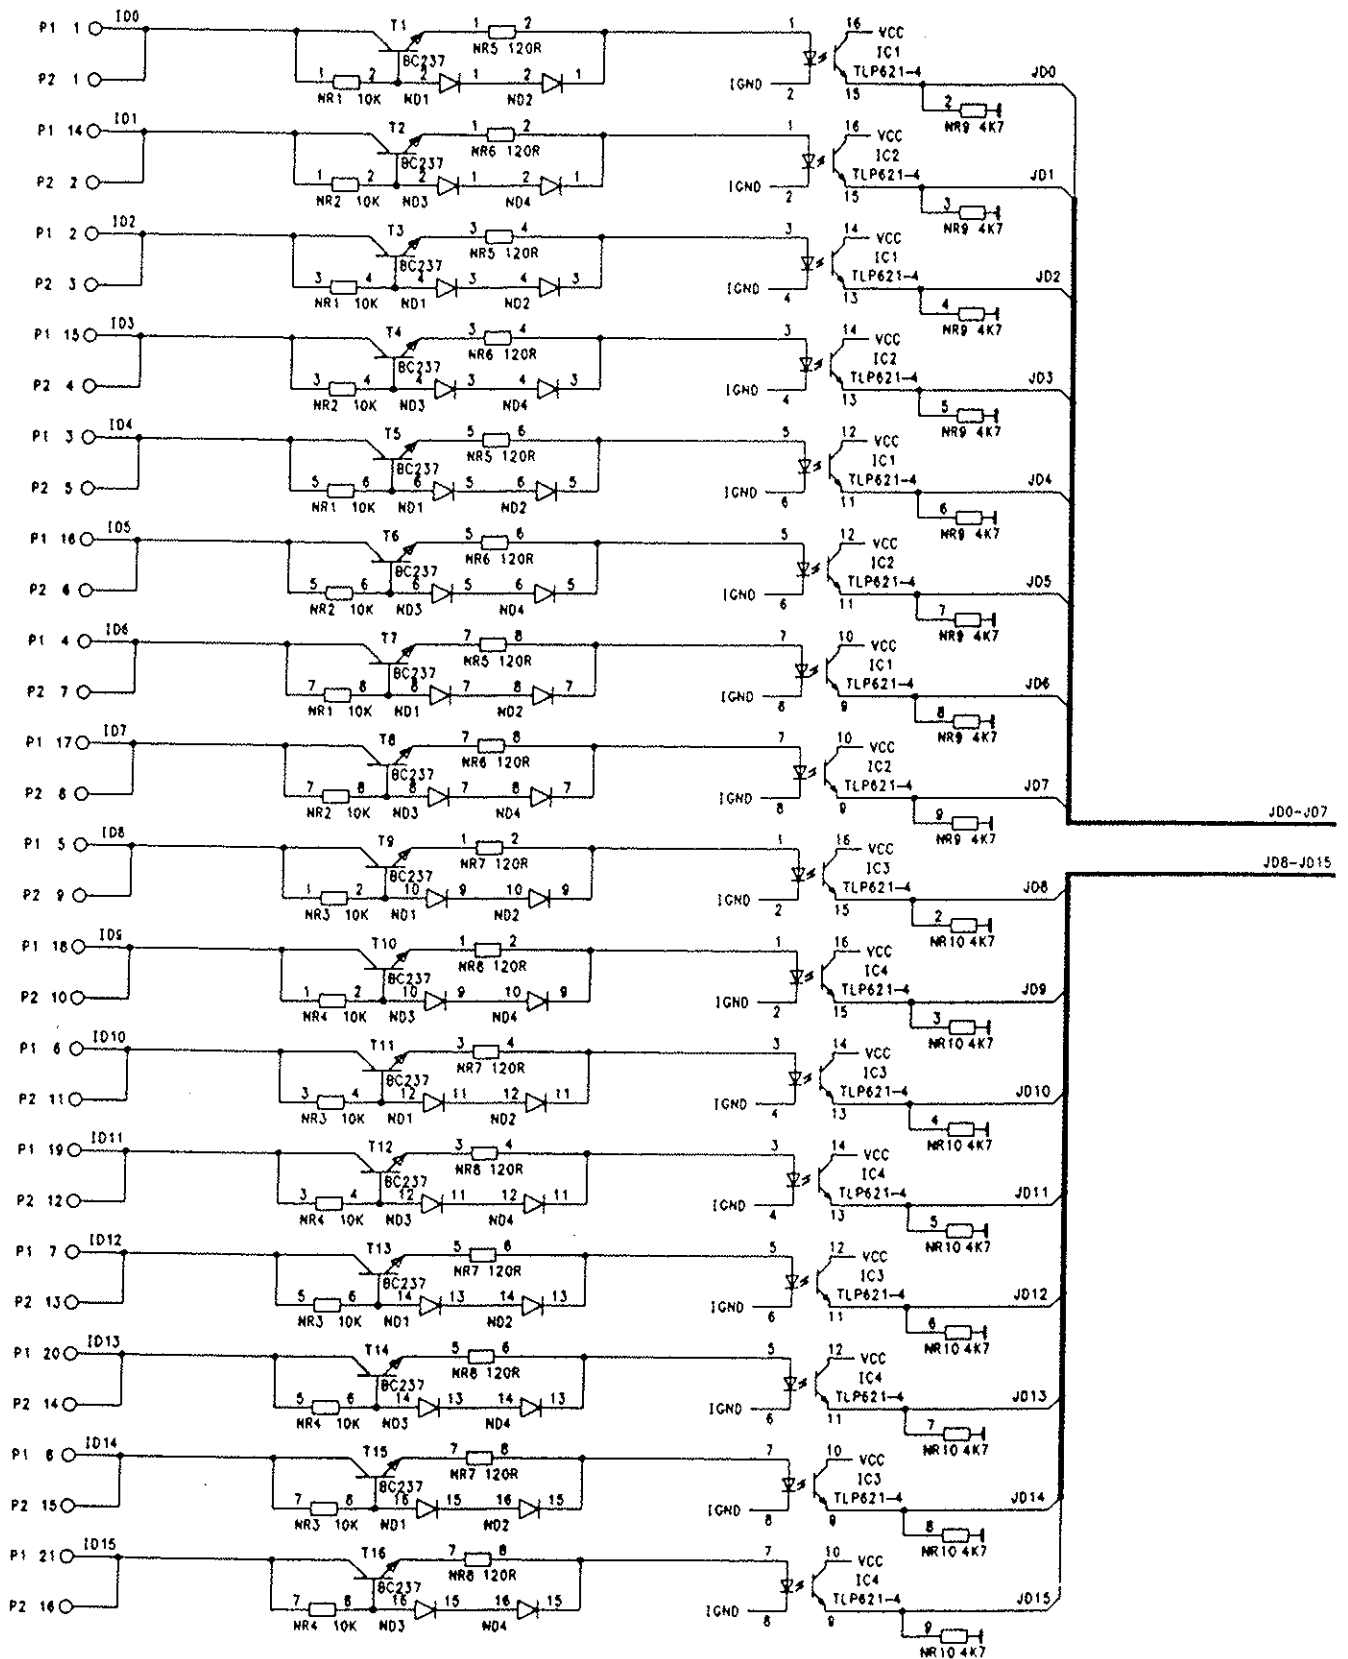 P1 1 ID0 T1 1 2 1 16 VCC
NR5 120R IC1
BC237 TLP621-4 JD0
P2 1 1 2 2 1 2 1 IGND 2 15
NR1 10K ND1 ND2 2 NR9 4K7
P1 14 ID1 T2 1 2 1 16 VCC
NR6 120R IC2
BC237 TLP621-4 JD1
P2 2 1 2 2 1 2 1 IGND 2 15
NR2 10K ND3 ND4 3 NR9 4K7
P1 2 ID2 T3 3 4 3 14 VCC
NR5 120R IC1
BC237 TLP621-4 JD2
P2 3 3 4 4 3 4 3 IGND 4 13
NR1 10K ND1 ND2 4 NR9 4K7
P1 15 ID3 T4 3 4 3 14 VCC
NR6 120R IC2
BC237 TLP621-4 JD3
P2 4 3 4 4 3 4 3 IGND 4 13
NR2 10K ND3 ND4 5 NR9 4K7
P1 3 ID4 T5 5 6 5 12 VCC
NR5 120R IC1
BC237 TLP621-4 JD4
P2 5 5 6 6 5 6 5 IGND 6 11
NR1 10K ND1 ND2 6 NR9 4K7
P1 16 ID5 T6 5 6 5 12 VCC
NR6 120R IC2
BC237 TLP621-4 JD5
P2 6 5 6 6 5 6 5 IGND 6 11
NR2 10K ND3 ND4 7 NR9 4K7
P1 4 ID6 T7 7 8 7 10 VCC
NR5 120R IC1
BC237 TLP621-4 JD6
P2 7 7 8 8 7 8 7 IGND 8 9
NR1 10K ND1 ND2 8 NR9 4K7
P1 17 ID7 T8 7 8 7 10 VCC
NR6 120R IC2
BC237 TLP621-4 JD7
P2 8 7 8 8 7 8 7 IGND 8 9
NR2 10K ND3 ND4 9 NR9 4K7
JD0-JD7
P1 5 ID8 T9 1 2 1 16 VCC
NR7 120R IC3
JD8-JD15
BC237 TLP621-4 JD8
P2 9 1 2 10 9 10 9 IGND 2 15
NR3 10K ND1 ND2 2 NR10 4K7
P1 18 ID9 T10 1 2 1 16 VCC
NR8 120R IC4
BC237 TLP621-4 JD9
P2 10 1 2 10 9 10 9 IGND 2 15
NR4 10K ND3 ND4 3 NR10 4K7
P1 6 ID10 T11 3 4 3 14 VCC
NR7 120R IC3
BC237 TLP621-4 JD10
P2 11 3 4 12 11 12 11 IGND 4 13
NR3 10K ND1 ND2 4 NR10 4K7
P1 19 ID11 T12 3 4 3 14 VCC
NR8 120R IC4
BC237 TLP621-4 JD11
P2 12 3 4 12 11 12 11 IGND 4 13
NR4 10K ND3 ND4 5 NR10 4K7
P1 7 ID12 T13 5 6 5 12 VCC
NR7 120R IC3
BC237 TLP621-4 JD12
P2 13 5 6 14 13 14 13 IGND 6 11
NR3 10K ND1 ND2 6 NR10 4K7
P1 20 ID13 T14 5 6 5 12 VCC
NR8 120R IC4
BC237 TLP621-4 JD13
P2 14 5 6 14 13 14 13 IGND 6 11
NR4 10K ND3 ND4 7 NR10 4K7
P1 8 ID14 T15 7 8 7 10 VCC
NR7 120R IC3
BC237 TLP621-4 JD14
P2 15 7 8 16 15 16 15 IGND 8 9
NR3 10K ND1 ND2 8 NR10 4K7
P1 21 ID15 T16 7 8 7 10 VCC
NR8 120R IC4
BC237 TLP621-4 JD15
P2 16 7 8 16 15 16 15 IGND 8 9
NR4 10K ND3 ND4 9 NR10 4K7